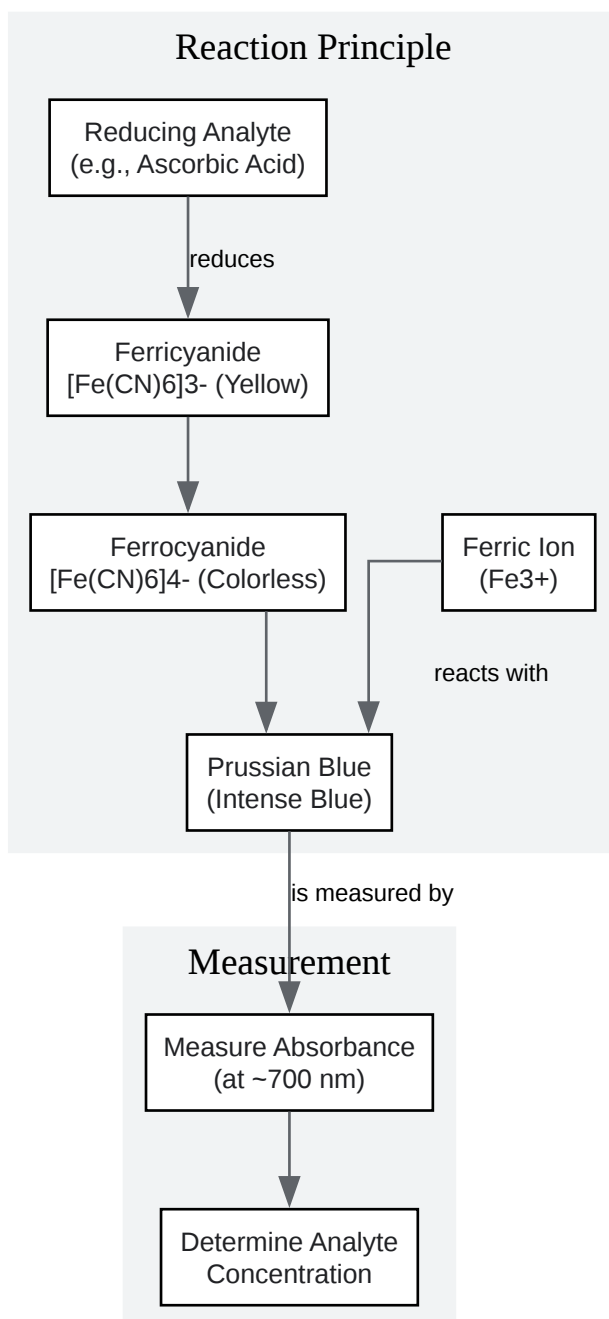 Reaction Principle
Reducing Analyte
(e.g., Ascorbic Acid)
reduces
Ferricyanide
[Fe(CN)6]3- (Yellow)
Ferrocyanide
[Fe(CN)6]4- (Colorless)
Ferric Ion
(Fe3+)
reacts with
Prussian Blue
(Intense Blue)
is measured by
Measurement
Measure Absorbance
(at ~700 nm)
Determine Analyte
Concentration